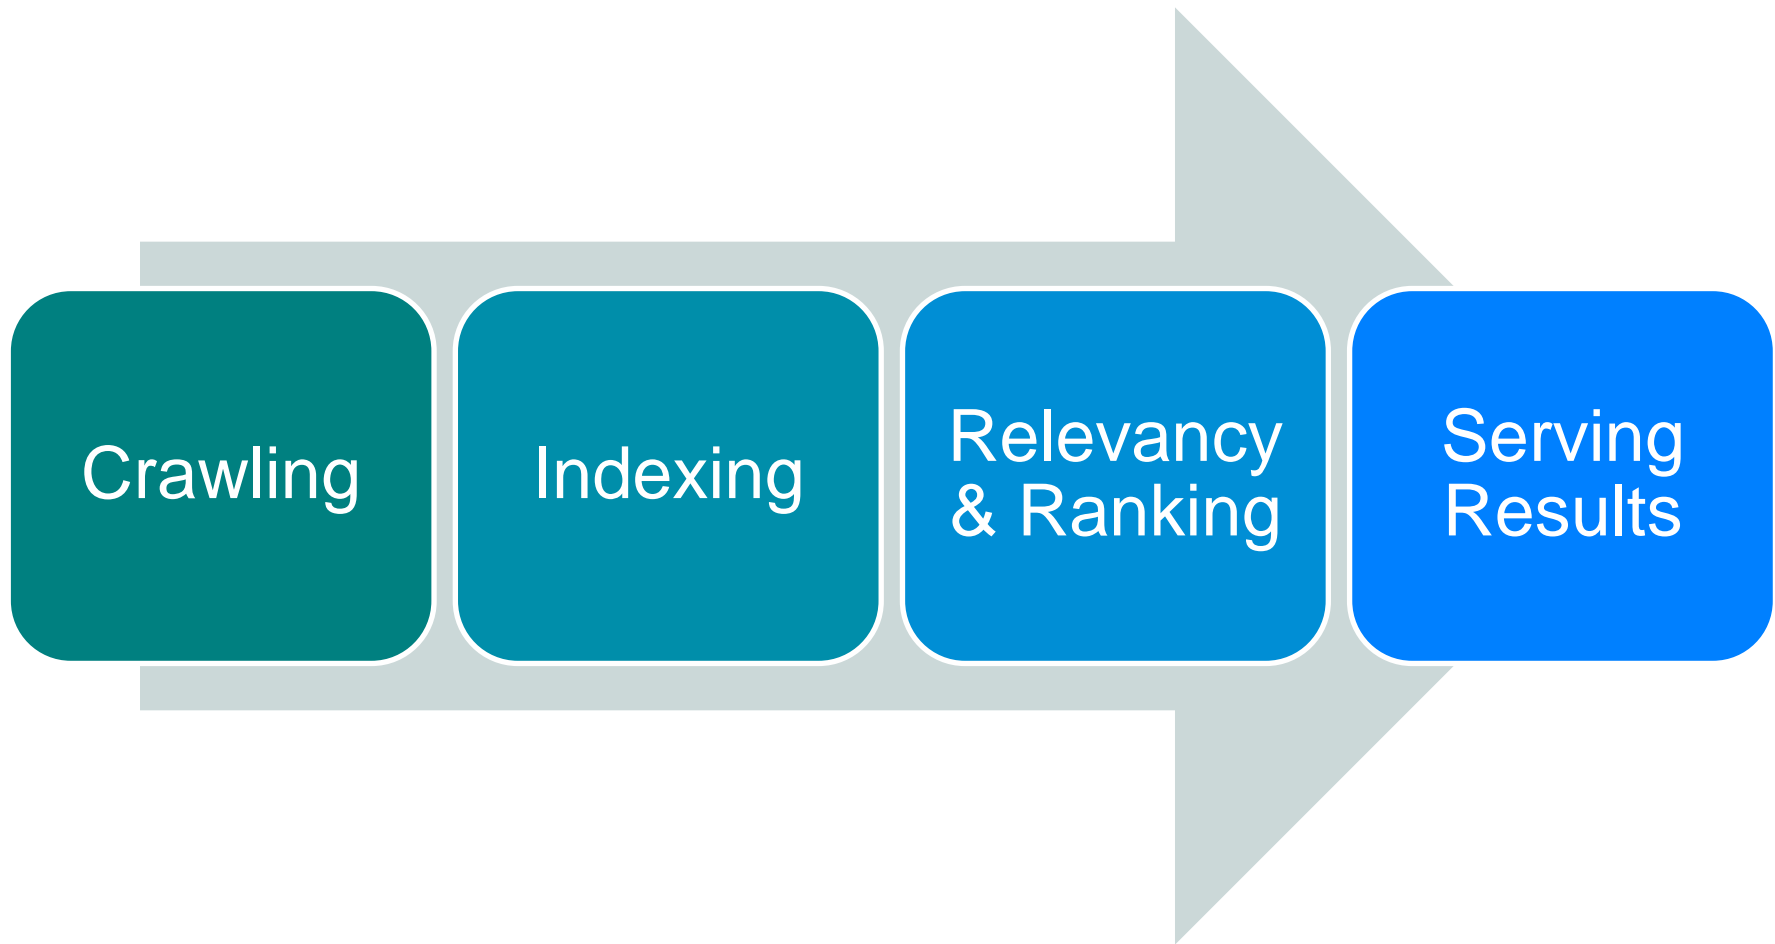 Crawling
Indexing
Relevancy
& Ranking
Serving
Results